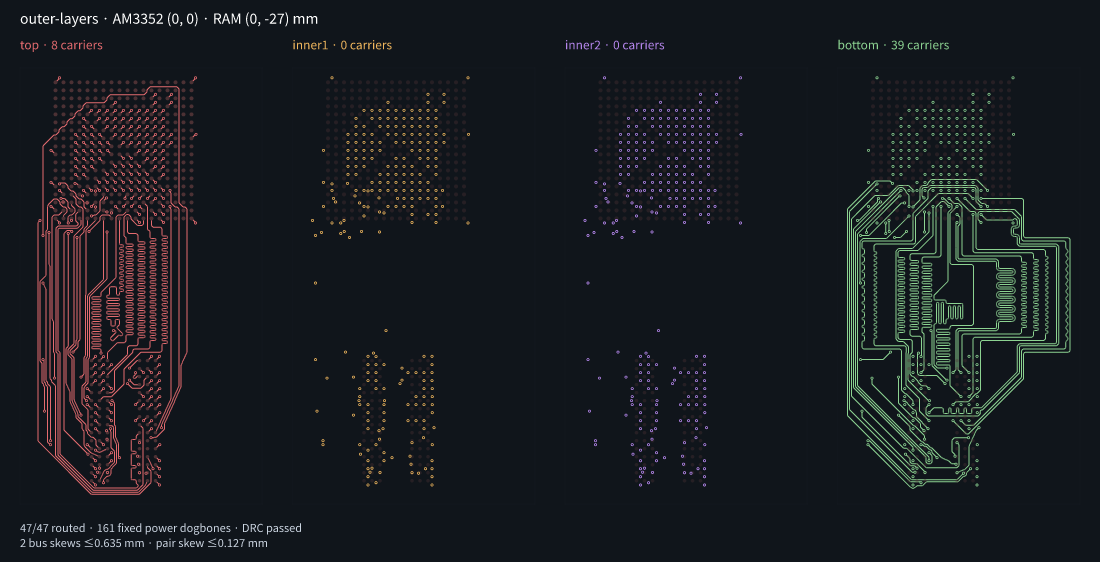 outer-layers · AM3352 (0, 0) · RAM (0, -27) mm
top · 8 carriers
inner1 · 0 carriers
inner2 · 0 carriers
bottom · 39 carriers
47/47 routed · 161 fixed power dogbones · DRC passed
2 bus skews ≤0.635 mm · pair skew ≤0.127 mm